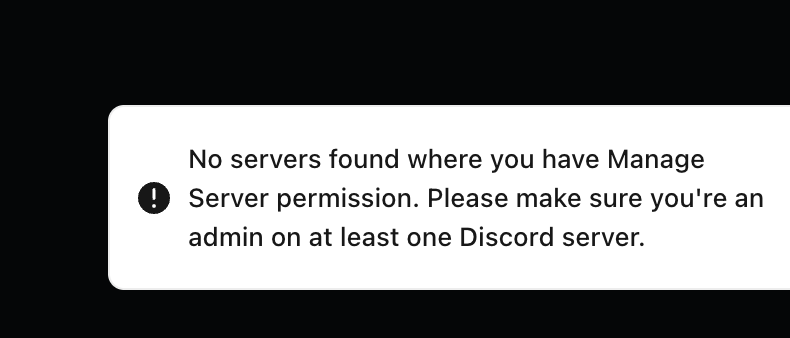 No servers found where you have Manage
Server permission. Please make sure you're an
admin on at least one Discord server.